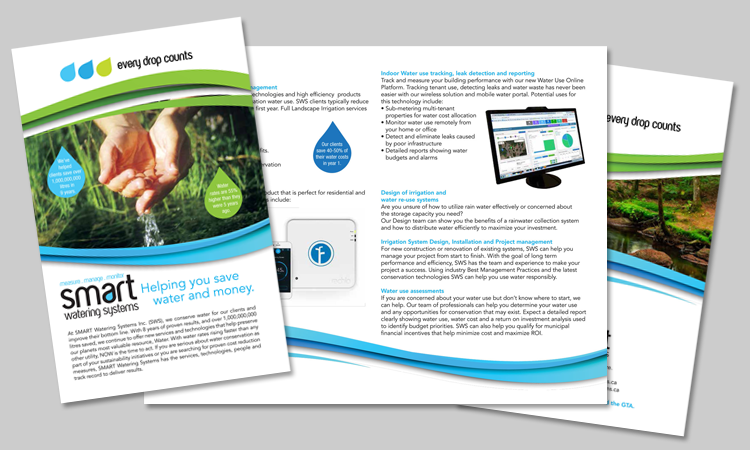 every drop counts
We've
helped
clients save over
1,000,000,000
litres in
8 years
Water
rates are 55%
higher than they
were 5 years
ago.
measure manage monitor
smart
watering systems
Helping you save
water and money.
At SMART Watering Systems Inc. (SWS), we conserve water for our clients and
improve their bottom line. With 8 years of proven results, and over 1,000,000,000
litres saved, we continue to offer new services and technologies that help preserve
our planets most valuable resource, Water. With water rates rising faster than any
other utility, NOW is the time to act. If you are serious about water conservation as
part of your sustainability initiatives or you are searching for proven cost reduction
measures, SMART Watering Systems has the services, technologies, people and
track record to deliver results.
agement
echnologies and high efficiency products
ation water use. SWS clients typically reduce
first year. Full Landscape Irrigation services
Our clients
save 40-50% of
their water costs
in year 1.
fits.
servation
oduct that is perfect for residential and
s include:
Indoor Water use tracking, leak detection and reporting
Track and measure your building performance with our new Water Use Online
Platform. Tracking tenant use, detecting leaks and water waste has never been
easier with our wireless solution and mobile water portal. Potential uses for
this technology include:
• Sub-metering multi-tenant
properties for water cost allocation
• Monitor water use remotely from
your home or office
• Detect and eliminate leaks caused
by poor infrastructure
• Detailed reports showing water
budgets and alarms
Design of irrigation and
water re-use systems
Are you unsure of how to utilize rain water effectively or concerned about
the storage capacity you need?
Our Design team can show you the benefits of a rainwater collection system
and how to distribute water efficiently to maximize your investment.
Irrigation System Design, Installation and Project management
For new construction or renovation of existing systems, SWS can help you
manage your project from start to finish. With the goal of long term
performance and efficiency, SWS has the team and experience to make your
project a success. Using industry Best Management Practices and the latest
conservation technologies SWS can help you use water responsibly.
Water use assessments
If you are concerned about your water use but don't know where to start, we
can help. Our team of professionals can help you determine your water use
and any opportunities for conservation that may exist. Expect a detailed report
clearly showing water use, water cost and a return on investment analysis used
to identify budget priorities. SWS can also help you qualify for municipal
financial incentives that help minimize cost and maximize ROI.
every drop counts
s.ca
ns.ca
the GTA.